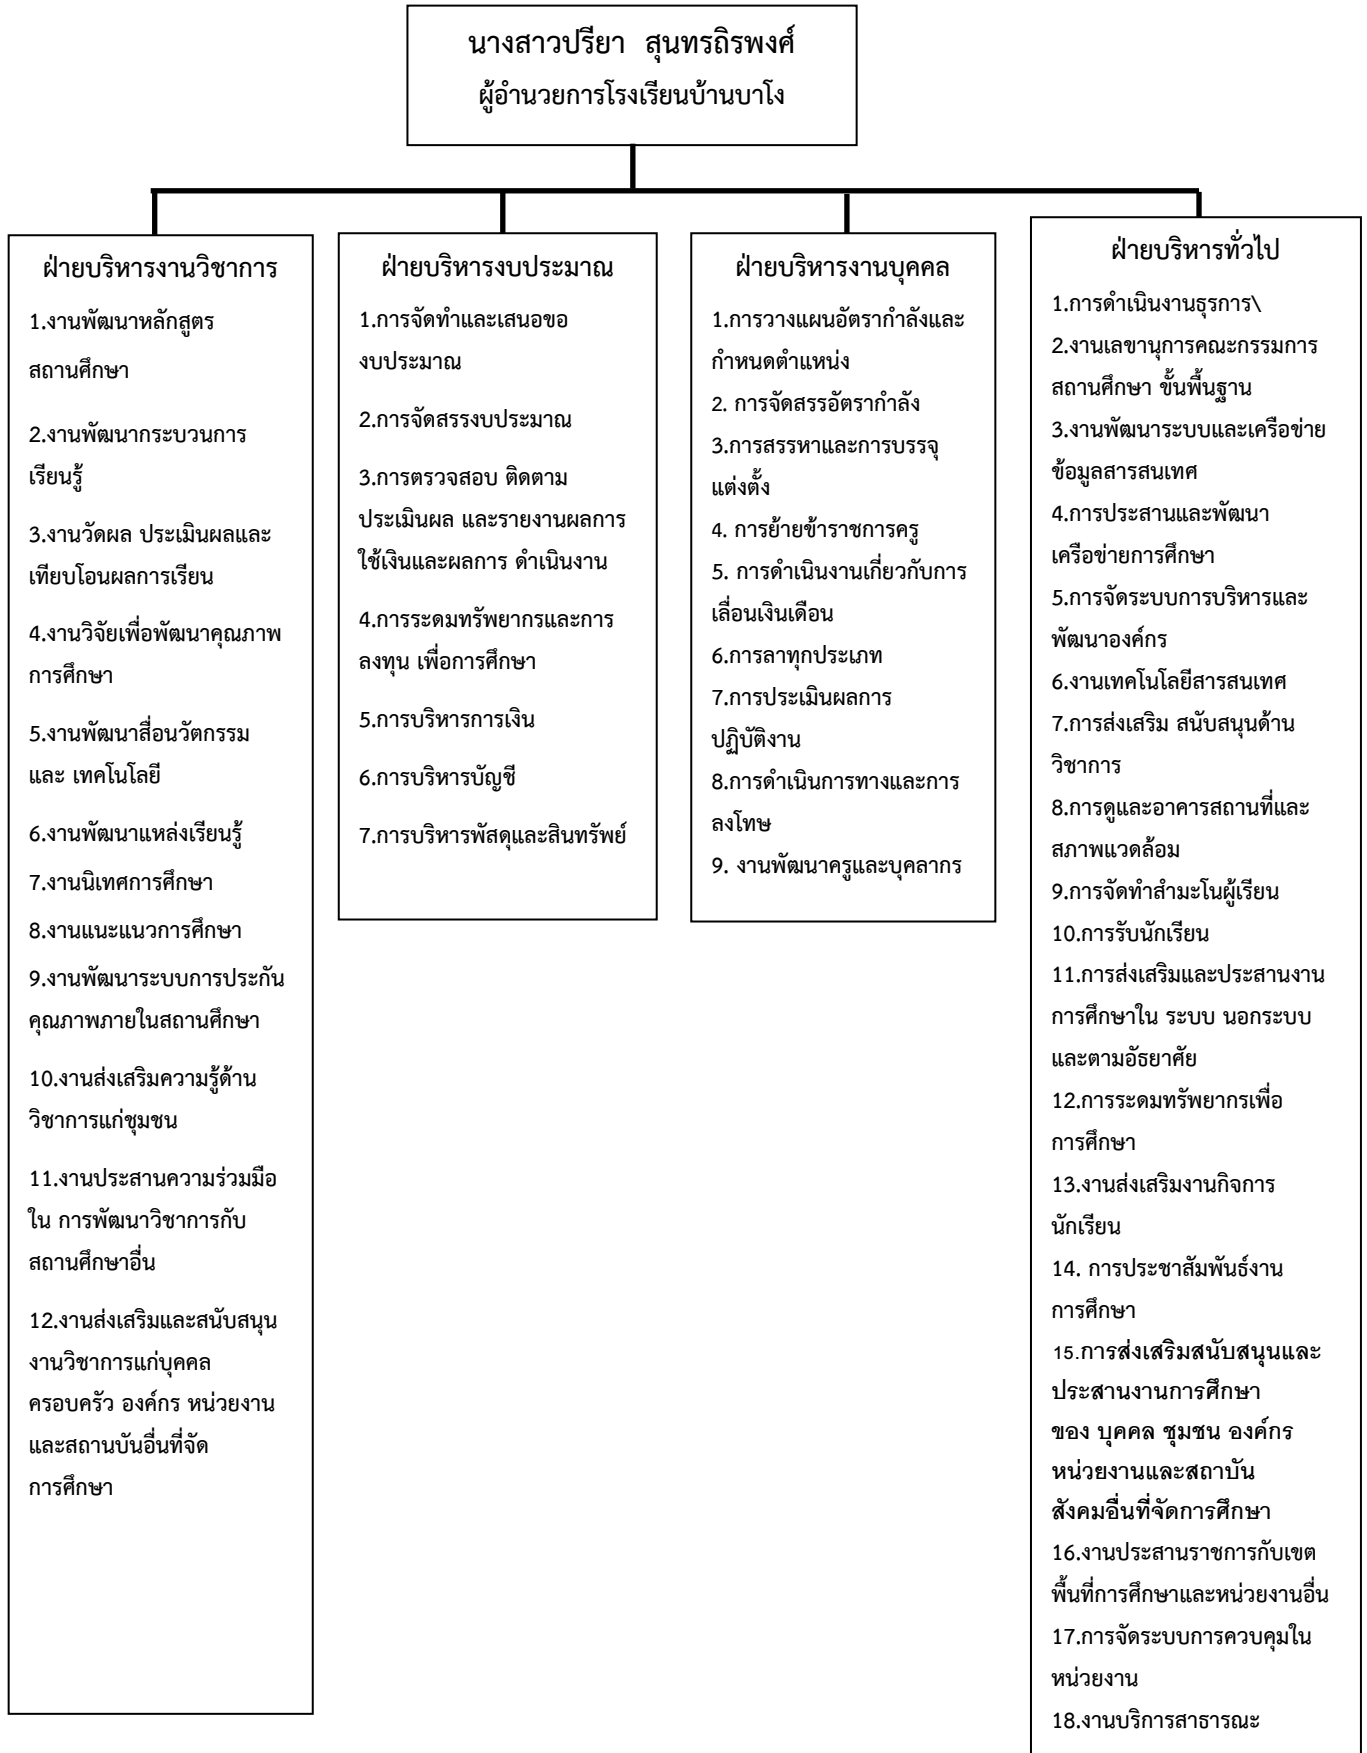 นางสาวปรียา สุนทรถิรพงศ์
ผู้อำนวยการโรงเรียนบ้านบาโง
ฝ่ายบริหารงานวิชาการ
1.งานพัฒนาหลักสูตร
สถานศึกษา
2.งานพัฒนากระบวนการ
เรียนรู้
3.งานวัดผล ประเมินผลและ
เทียบโอนผลการเรียน
4.งานวิจัยเพื่อพัฒนาคุณภาพ
การศึกษา
5.งานพัฒนาสื่อนวัตกรรม
และ เทคโนโลยี
6.งานพัฒนาแหล่งเรียนรู้
7.งานนิเทศการศึกษา
8.งานแนะแนวการศึกษา
9.งานพัฒนาระบบการประกัน
คุณภาพภายในสถานศึกษา
10.งานส่งเสริมความรู้ด้าน
วิชาการแก่ชุมชน
11.งานประสานความร่วมมือ
ใน การพัฒนาวิชาการกับ
สถานศึกษาอื่น
12.งานส่งเสริมและสนับสนุน
งานวิชาการแก่บุคคล
ครอบครัว องค์กร หน่วยงาน
และสถานบันอื่นที่จัด
การศึกษา
ฝ่ายบริหารงบประมาณ
1.การจัดทำและเสนอขอ
งบประมาณ
2.การจัดสรรงบประมาณ
3.การตรวจสอบ ติดตาม
ประเมินผล และรายงานผลการ
ใช้เงินและผลการ ดำเนินงาน
4.การระดมทรัพยากรและการ
ลงทุน เพื่อการศึกษา
5.การบริหารการเงิน
6.การบริหารบัญชี
7.การบริหารพัสดุและสินทรัพย์
ฝ่ายบริหารงานบุคคล
1.การวางแผนอัตรากำลังและ
กำหนดตำแหน่ง
2. การจัดสรรอัตรากำลัง
3.การสรรหาและการบรรจุ
แต่งตั้ง
4. การย้ายข้าราชการครู
5. การดำเนินงานเกี่ยวกับการ
เลื่อนเงินเดือน
6.การลาทุกประเภท
7.การประเมินผลการ
ปฏิบัติงาน
8.การดำเนินการทางและการ
ลงโทษ
9. งานพัฒนาครูและบุคลากร
ฝ่ายบริหารทั่วไป
1.การดำเนินงานธุรการ\
2.งานเลขานุการคณะกรรมการ
สถานศึกษา ขั้นพื้นฐาน
3.งานพัฒนาระบบและเครือข่าย
ข้อมูลสารสนเทศ
4.การประสานและพัฒนา
เครือข่ายการศึกษา
5.การจัดระบบการบริหารและ
พัฒนาองค์กร
6.งานเทคโนโลยีสารสนเทศ
7.การส่งเสริม สนับสนุนด้าน
วิชาการ
8.การดูและอาคารสถานที่และ
สภาพแวดล้อม
9.การจัดทำสำมะโนผู้เรียน
10.การรับนักเรียน
11.การส่งเสริมและประสานงาน
การศึกษาใน ระบบ นอกระบบ
และตามอัธยาศัย
12.การระดมทรัพยากรเพื่อ
การศึกษา
13.งานส่งเสริมงานกิจการ
นักเรียน
14. การประชาสัมพันธ์งาน
การศึกษา
15.การส่งเสริมสนับสนุนและ
ประสานงานการศึกษา
ของ บุคคล ชุมชน องค์กร
หน่วยงานและสถาบัน
สังคมอื่นที่จัดการศึกษา
16.งานประสานราชการกับเขต
พื้นที่การศึกษาและหน่วยงานอื่น
17.การจัดระบบการควบคุมใน
หน่วยงาน
18.งานบริการสาธารณะ